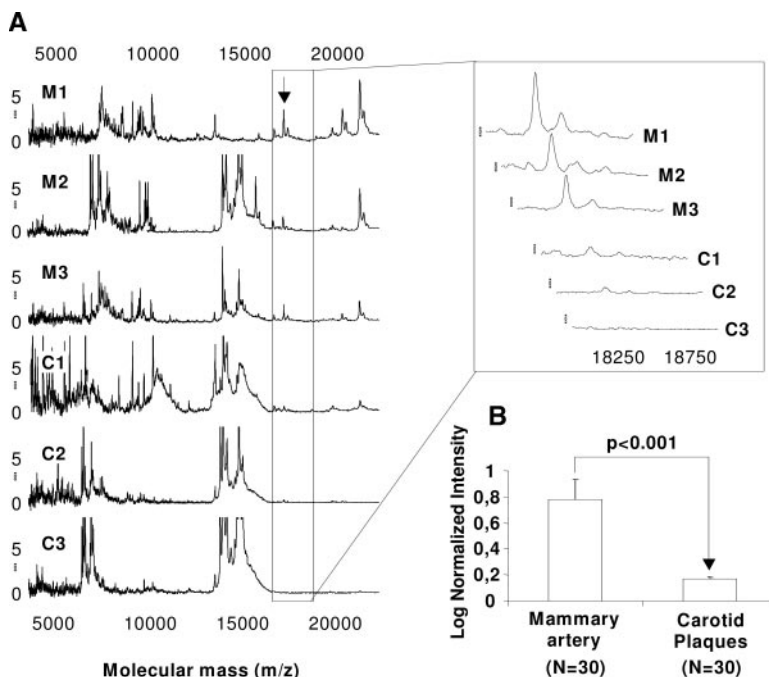 A
5000 10000 15000 20000
M1
5
0
M2
5
0
M3
5
0
C1
5
0
C2
5
0
C3
5
0
5000 10000 15000 20000
Molecular mass (m/z)
M1
M2
M3
C1
C2
C3
18250 18750
B
p<0.001
Log Normalized Intensity
1
0,8
0,6
0,4
0,2
0
Mammary artery
(N=30)
Carotid Plaques
(N=30)